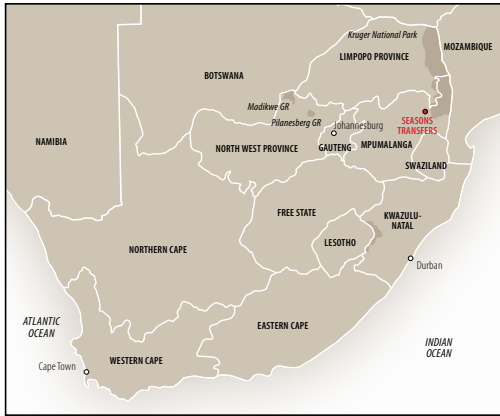 Kruger National Park
MOZAMBIQUE
LIMPOPO PROVINCE
BOTSWANA
Madikwe GR
Pilanesberg GR
Johannesburg
SEASONS
TRANSFERS
NAMIBIA
NORTH WEST PROVINCE
GAUTENG
MPUMALANGA
SWAZILAND
FREE STATE
KWAZULU-
NATAL
LESOTHO
NORTHERN CAPE
Durban
ATLANTIC
OCEAN
EASTERN CAPE
INDIAN
OCEAN
WESTERN CAPE
Cape Town